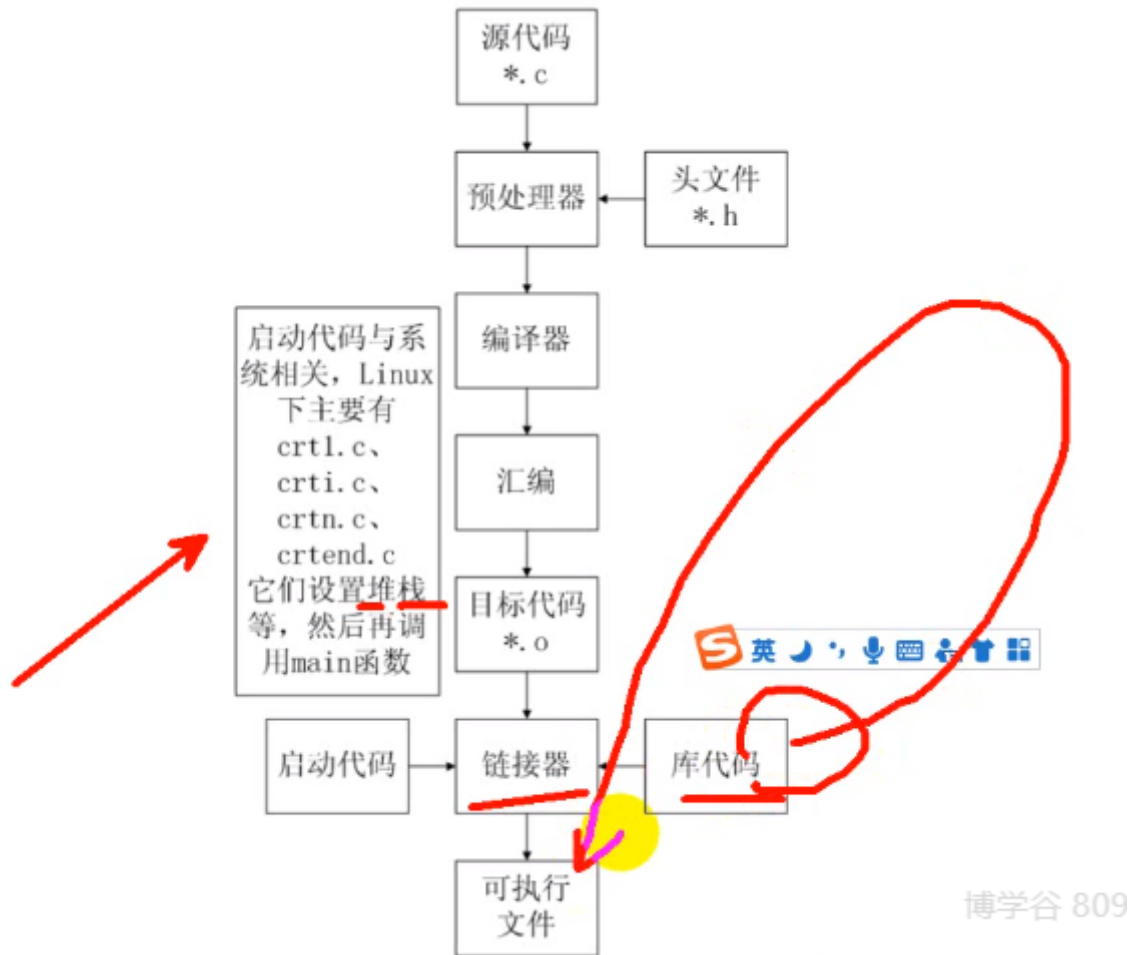 源代码
*.c
预处理器
头文件
*.h
编译器
启动代码与系
统相关，Linux
下主要有
crt1.c、
crti.c、
crtn.c、
crtend.c
它们设置堆栈
等，然后再调
用main函数
汇编
目标代码
*.o
英
启动代码
链接器
库代码
可执行
文件
博学谷 809